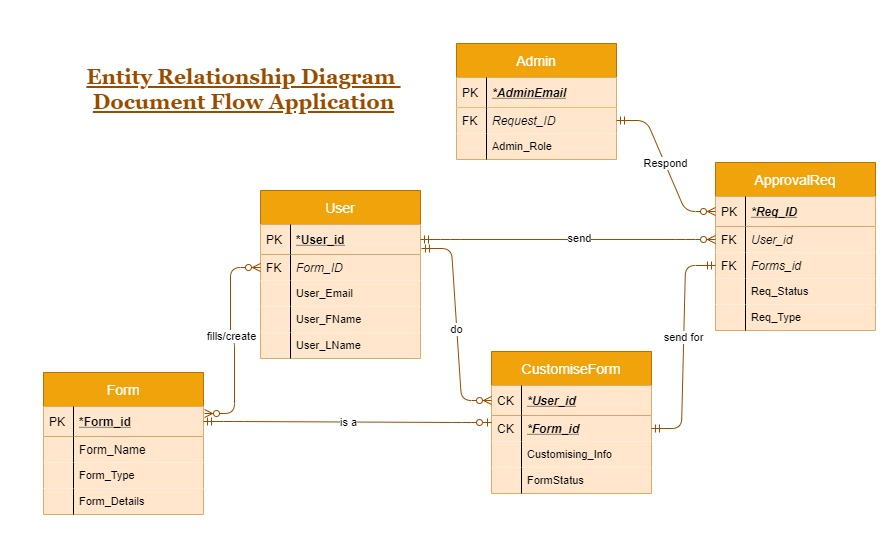 Entity Relationship Diagram
Document Flow Application
Admin
PK *AdminEmail
FK Request_ID
Admin_Role
Respond
ApprovalReq
PK *Req_ID
FK User_id
FK Forms_id
Req_Status
Req_Type
User
PK *User_id
FK Form_ID
User_Email
User_FName
User_LName
send
fills/create
do
send for
CustomiseForm
CK *User_id
CK *Form_id
Customising_Info
FormStatus
Form
PK *Form_id
Form_Name
Form_Type
Form_Details
is a